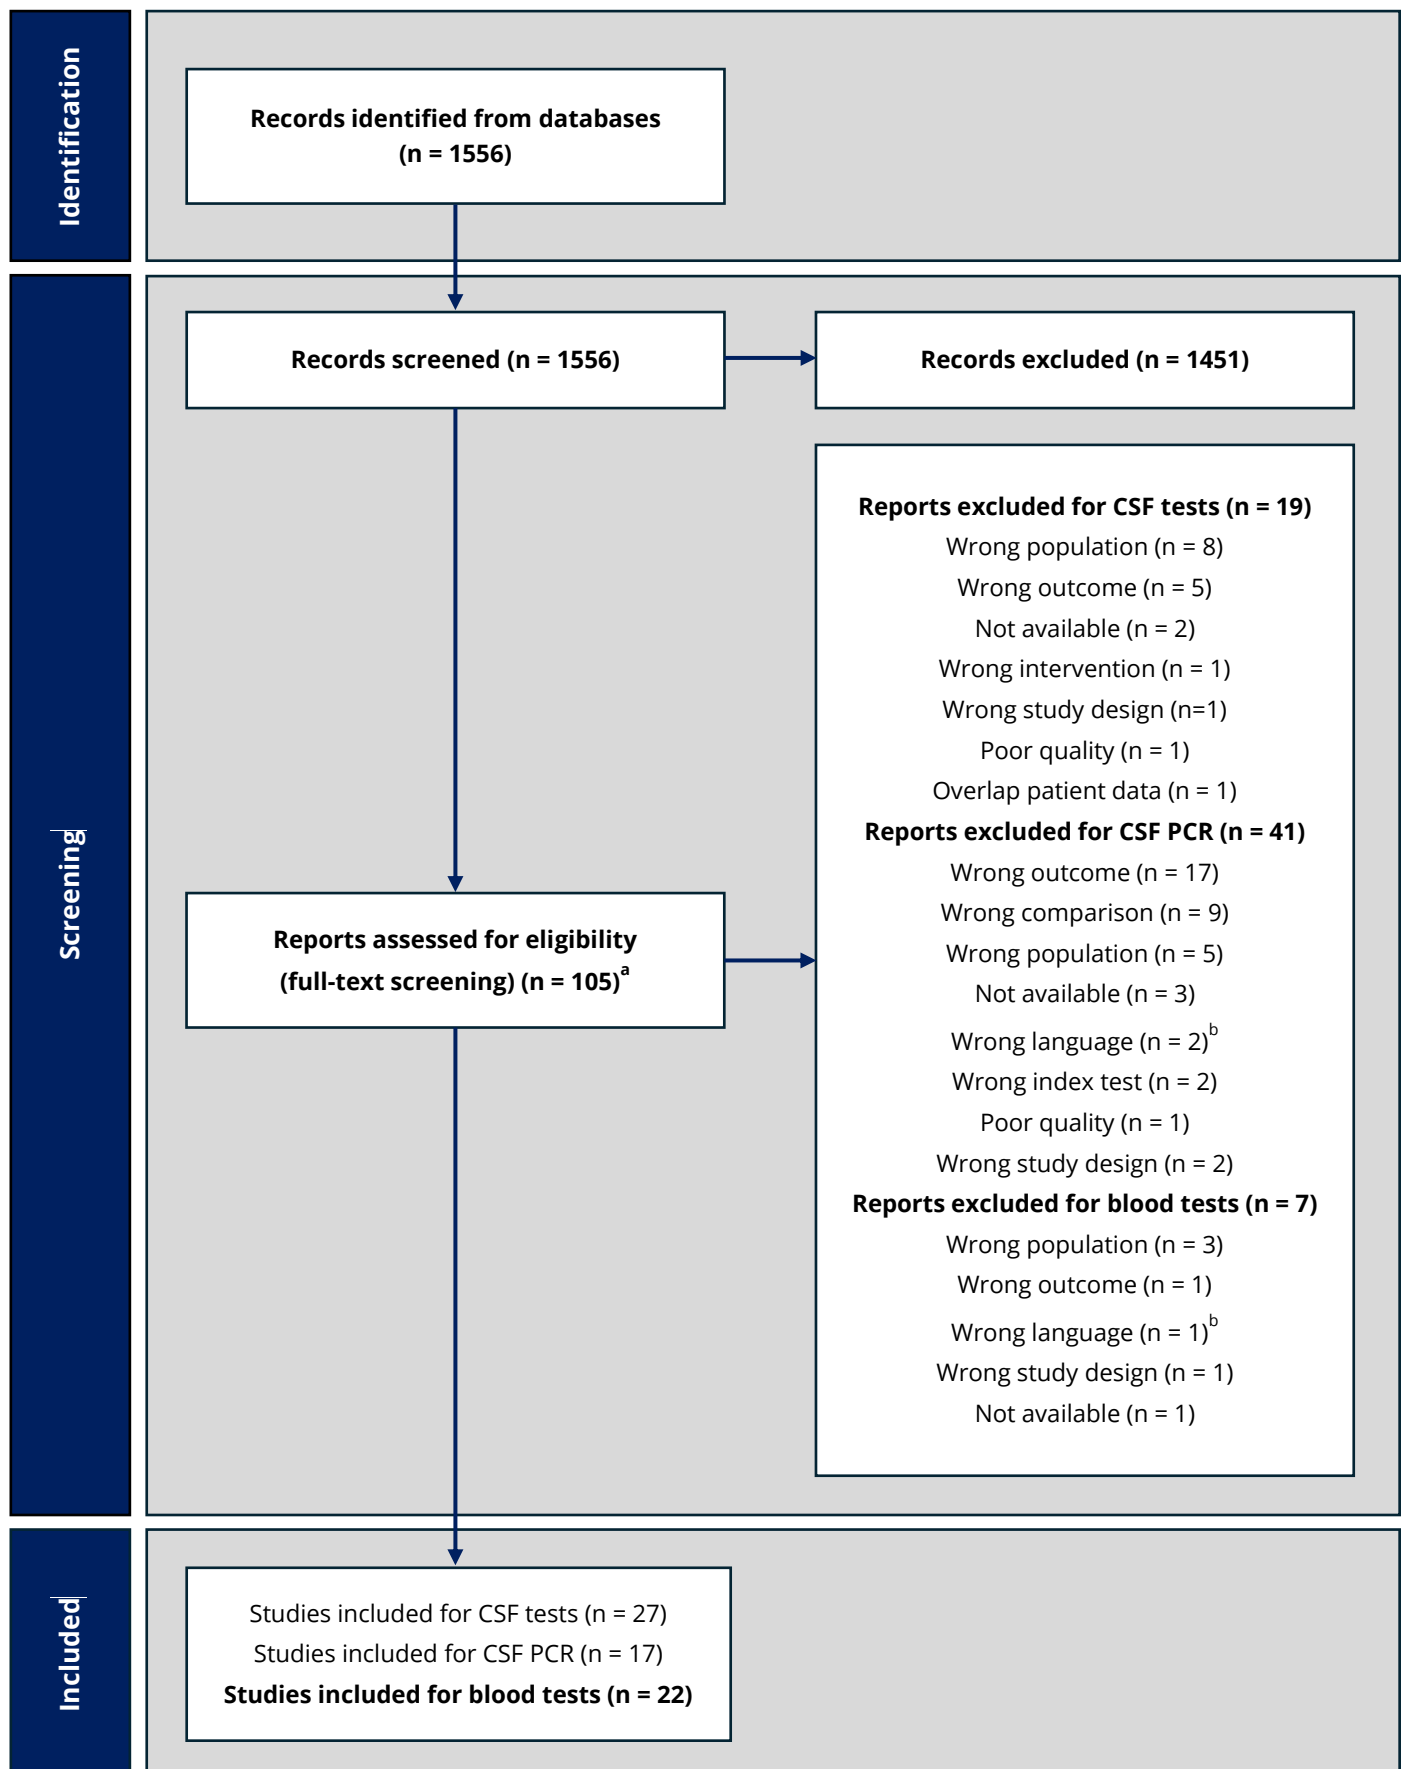 Identification
Records identified from databases
(n = 1556)
Screening
Records screened (n = 1556)
Records excluded (n = 1451)
Reports assessed for eligibility
(full-text screening) (n = 105)a
Reports excluded for CSF tests (n = 19)
Wrong population (n = 8)
Wrong outcome (n = 5)
Not available (n = 2)
Wrong intervention (n = 1)
Wrong study design (n=1)
Poor quality (n = 1)
Overlap patient data (n = 1)
Reports excluded for CSF PCR (n = 41)
Wrong outcome (n = 17)
Wrong comparison (n = 9)
Wrong population (n = 5)
Not available (n = 3)
Wrong language (n = 2)b
Wrong index test (n = 2)
Poor quality (n = 1)
Wrong study design (n = 2)
Reports excluded for blood tests (n = 7)
Wrong population (n = 3)
Wrong outcome (n = 1)
Wrong language (n = 1)b
Wrong study design (n = 1)
Not available (n = 1)
Included
Studies included for CSF tests (n = 27)
Studies included for CSF PCR (n = 17)
Studies included for blood tests (n = 22)